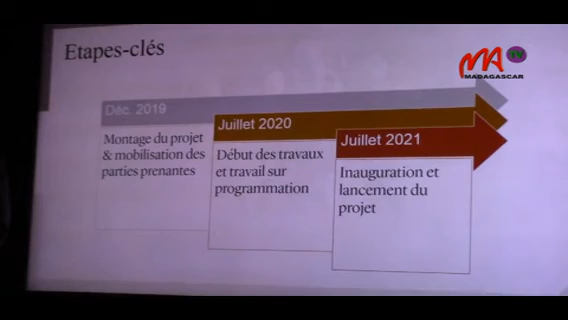 Etapes-clés
MA TV
MADAGASCAR
Déc. 2019
Montage du projet
& mobilisation des
parties prenantes
Juillet 2020
Début des travaux
et travail sur
programmation
Juillet 2021
Inauguration et
lancement du
projet